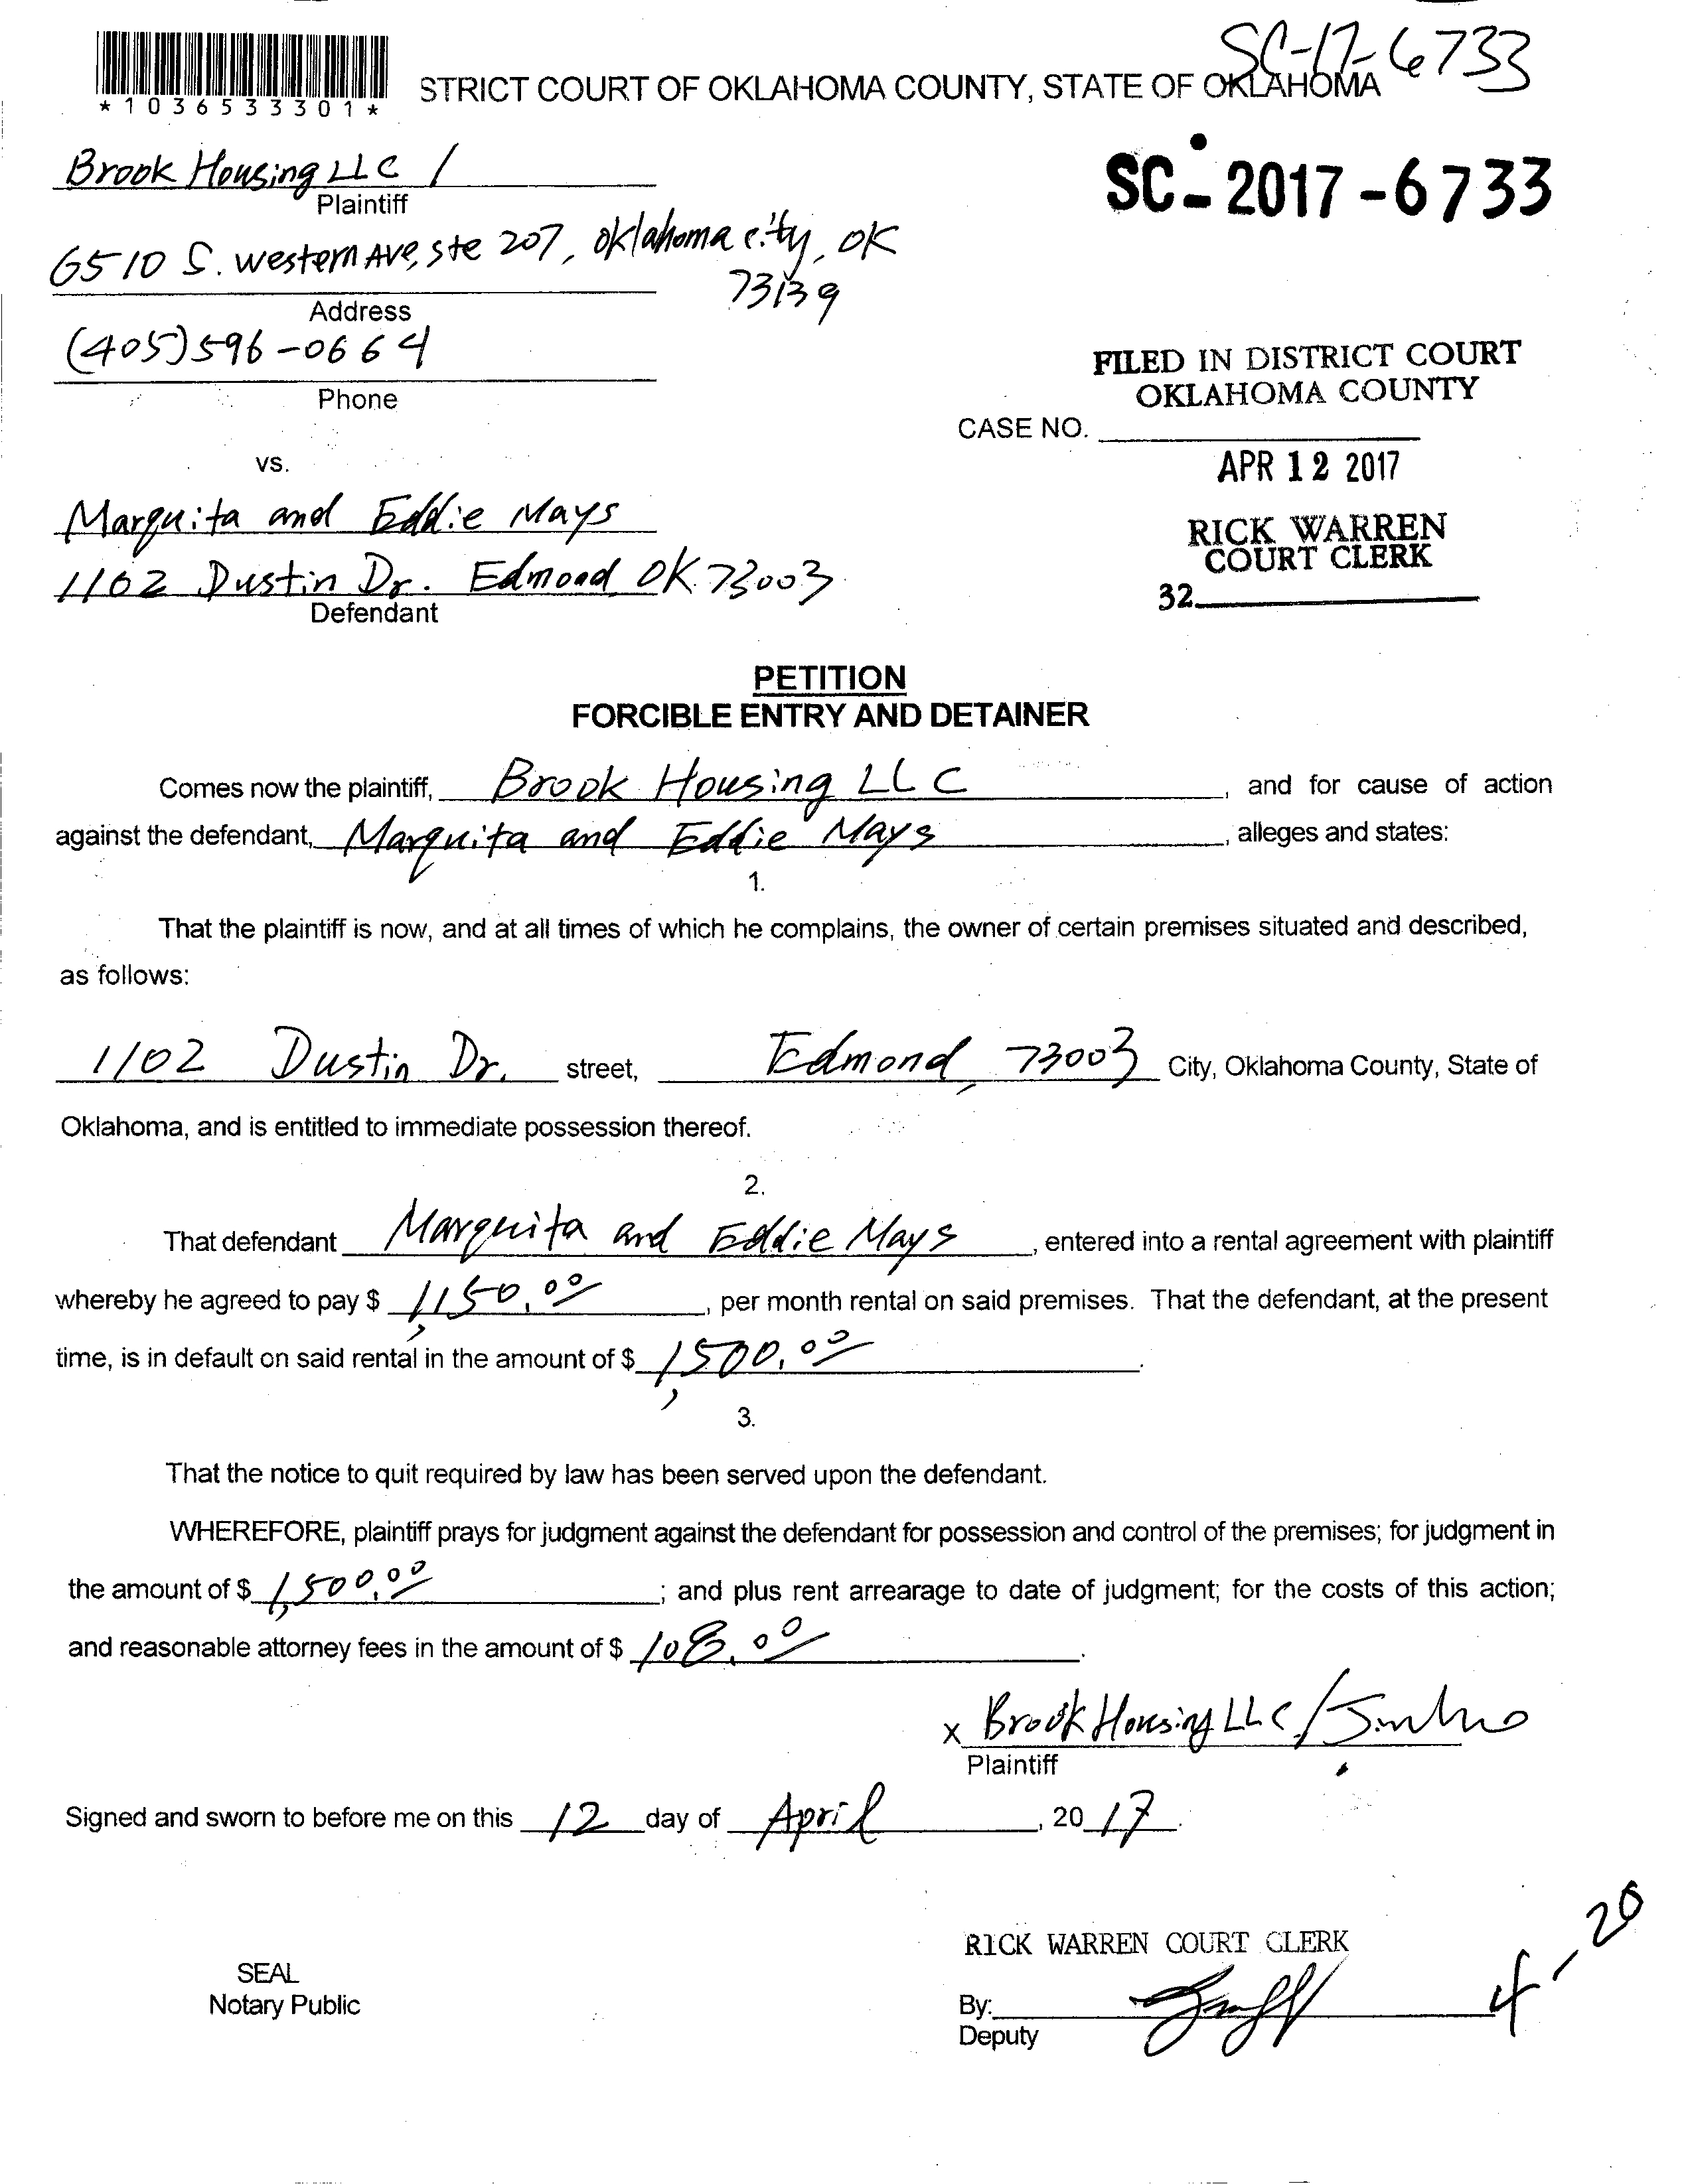 SC-17-6733
*1036533301*
STRICT COURT OF OKLAHOMA COUNTY, STATE OF OKLAHOMA
Brook Housing LLC /
Plaintiff
SC-2017-6733
6510 S. western Ave, ste 207, oklahoma city, OK
73139
Address
(405) 596-0664
Phone
FILED IN DISTRICT COURT
OKLAHOMA COUNTY
CASE NO.
vs.
APR 12 2017
Marquita and Eddie Mays
RICK WARREN
COURT CLERK
1102 Dustin Dr. Edmond, OK 73003
Defendant
32
PETITION
FORCIBLE ENTRY AND DETAINER
Comes now the plaintiff, Brook Housing LLC, and for cause of action
against the defendant, Marquita and Eddie Mays, alleges and states:
1.
That the plaintiff is now, and at all times of which he complains, the owner of certain premises situated and described,
as follows:
1102 Dustin Dr. street, Edmond, 73003 City, Oklahoma County, State of
Oklahoma, and is entitled to immediate possession thereof.
2.
That defendant Marquita and Eddie Mays, entered into a rental agreement with plaintiff
whereby he agreed to pay $ 1,150.00, per month rental on said premises. That the defendant, at the present
time, is in default on said rental in the amount of $ 1,500.00.
3.
That the notice to quit required by law has been served upon the defendant.
WHEREFORE, plaintiff prays for judgment against the defendant for possession and control of the premises; for judgment in
the amount of $ 1,500.00; and plus rent arrearage to date of judgment; for the costs of this action;
and reasonable attorney fees in the amount of $ 108.00.
X Brook Housing LLC /
Plaintiff
Signed and sworn to before me on this 12 day of April, 2017.
RICK WARREN COURT CLERK
SEAL
Notary Public
By:
Deputy
4-20